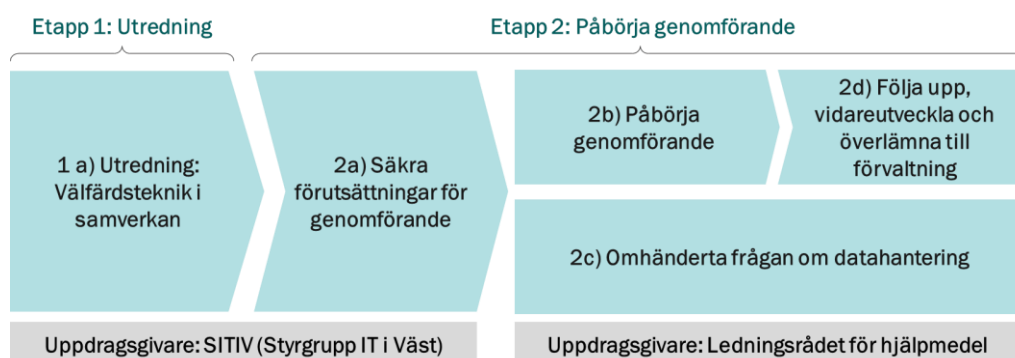 Etapp 1: Utredning
Etapp 2: Påbörja genomförande
1 a) Utredning:
Välfärdsteknik i
samverkan
2a) Säkra
förutsättningar för
genomförande
2b) Påbörja
genomförande
2d) Följa upp,
vidareutveckla och
överlämna till
förvaltning
2c) Omhänderta frågan om datahantering
Uppdragsgivare: SITIV (Styrgrupp IT i Väst)
Uppdragsgivare: Ledningsrådet för hjälpmedel